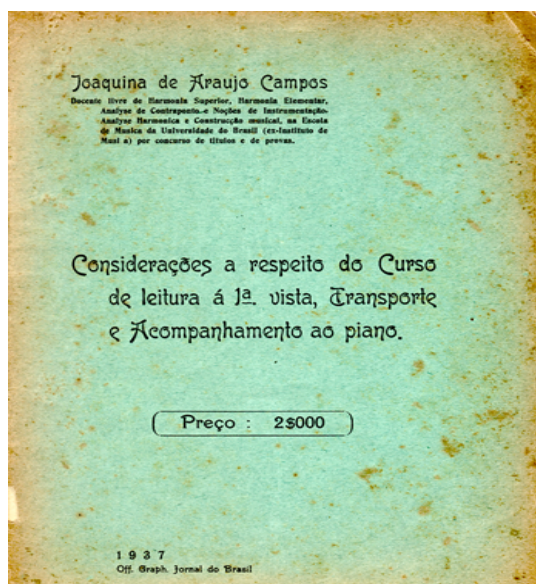 Joaquina de Araujo Campos
Docente livre de Harmonia Superior, Harmonia Elementar,
Analyse de Contraponto e Noções de Instrumentação-
Analyse Harmonica e Construcção musical, na Escola
de Musica da Universidade do Brasil (ex-Instituto de
Musi a) por concurso de titulos e de provas.
Considerações a respeito do Curso
de leitura á 1ª. vista, Transporte
e Acompanhamento ao piano.
Preço : 2$000
1937
Off. Graph. Jornal do Brasil